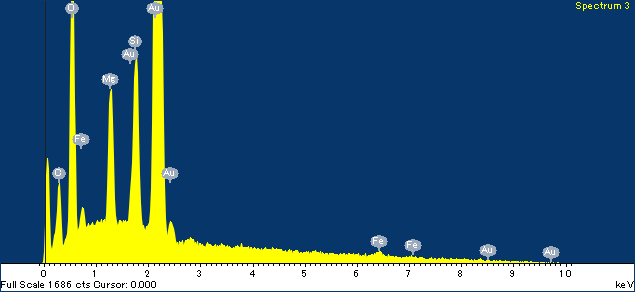 Spectrum 3
O Au
Si
Au
Mg
Fe
C Au
Fe Fe Au Au
0 1 2 3 4 5 6 7 8 9 10
Full Scale 1686 cts Cursor: 0.000 keV